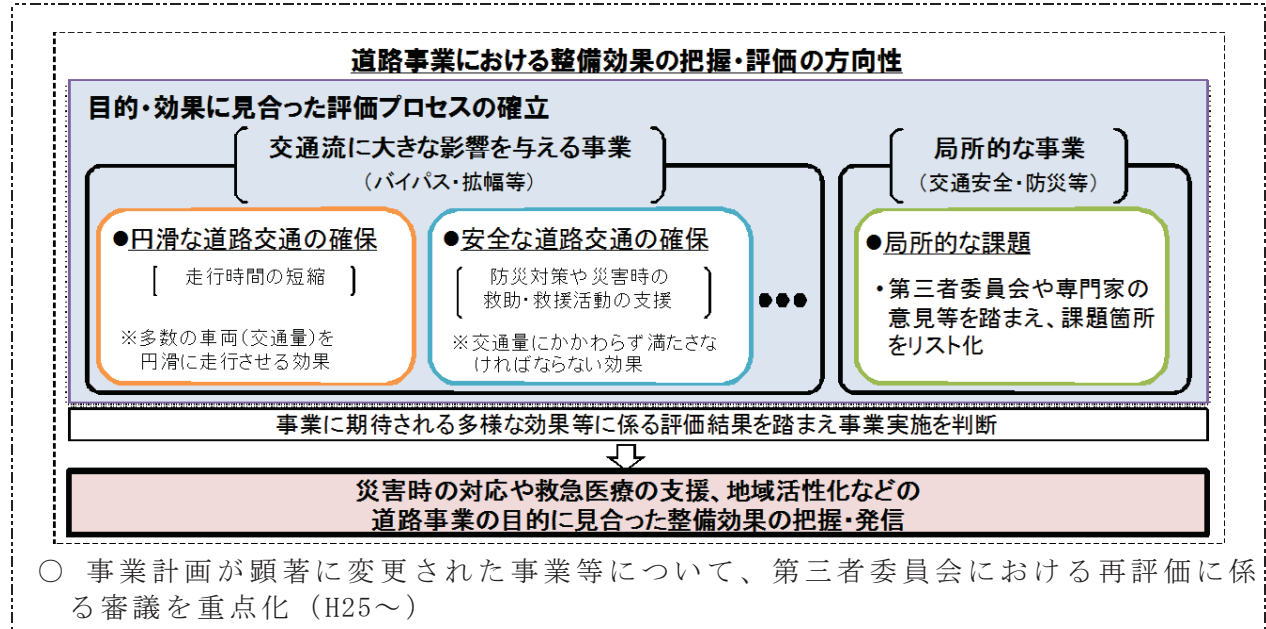 道路事業における整備効果の把握・評価の方向性
目的・効果に見合った評価プロセスの確立
交通流に大きな影響を与える事業
（バイパス・拡幅等）
●円滑な道路交通の確保
[ 走行時間の短縮 ]
※多数の車両(交通量)を
円滑に走行させる効果
●安全な道路交通の確保
[ 防災対策や災害時の
救助・救援活動の支援 ]
※交通量にかかわらず満たさな
ければならない効果
●●●
局所的な事業
（交通安全・防災等）
●局所的な課題
・第三者委員会や専門家の
意見等を踏まえ、課題箇所
をリスト化
事業に期待される多様な効果等に係る評価結果を踏まえ事業実施を判断
災害時の対応や救急医療の支援、地域活性化などの
道路事業の目的に見合った整備効果の把握・発信
○ 事業計画が顕著に変更された事業等について、第三者委員会における再評価に係
る審議を重点化（H25～）